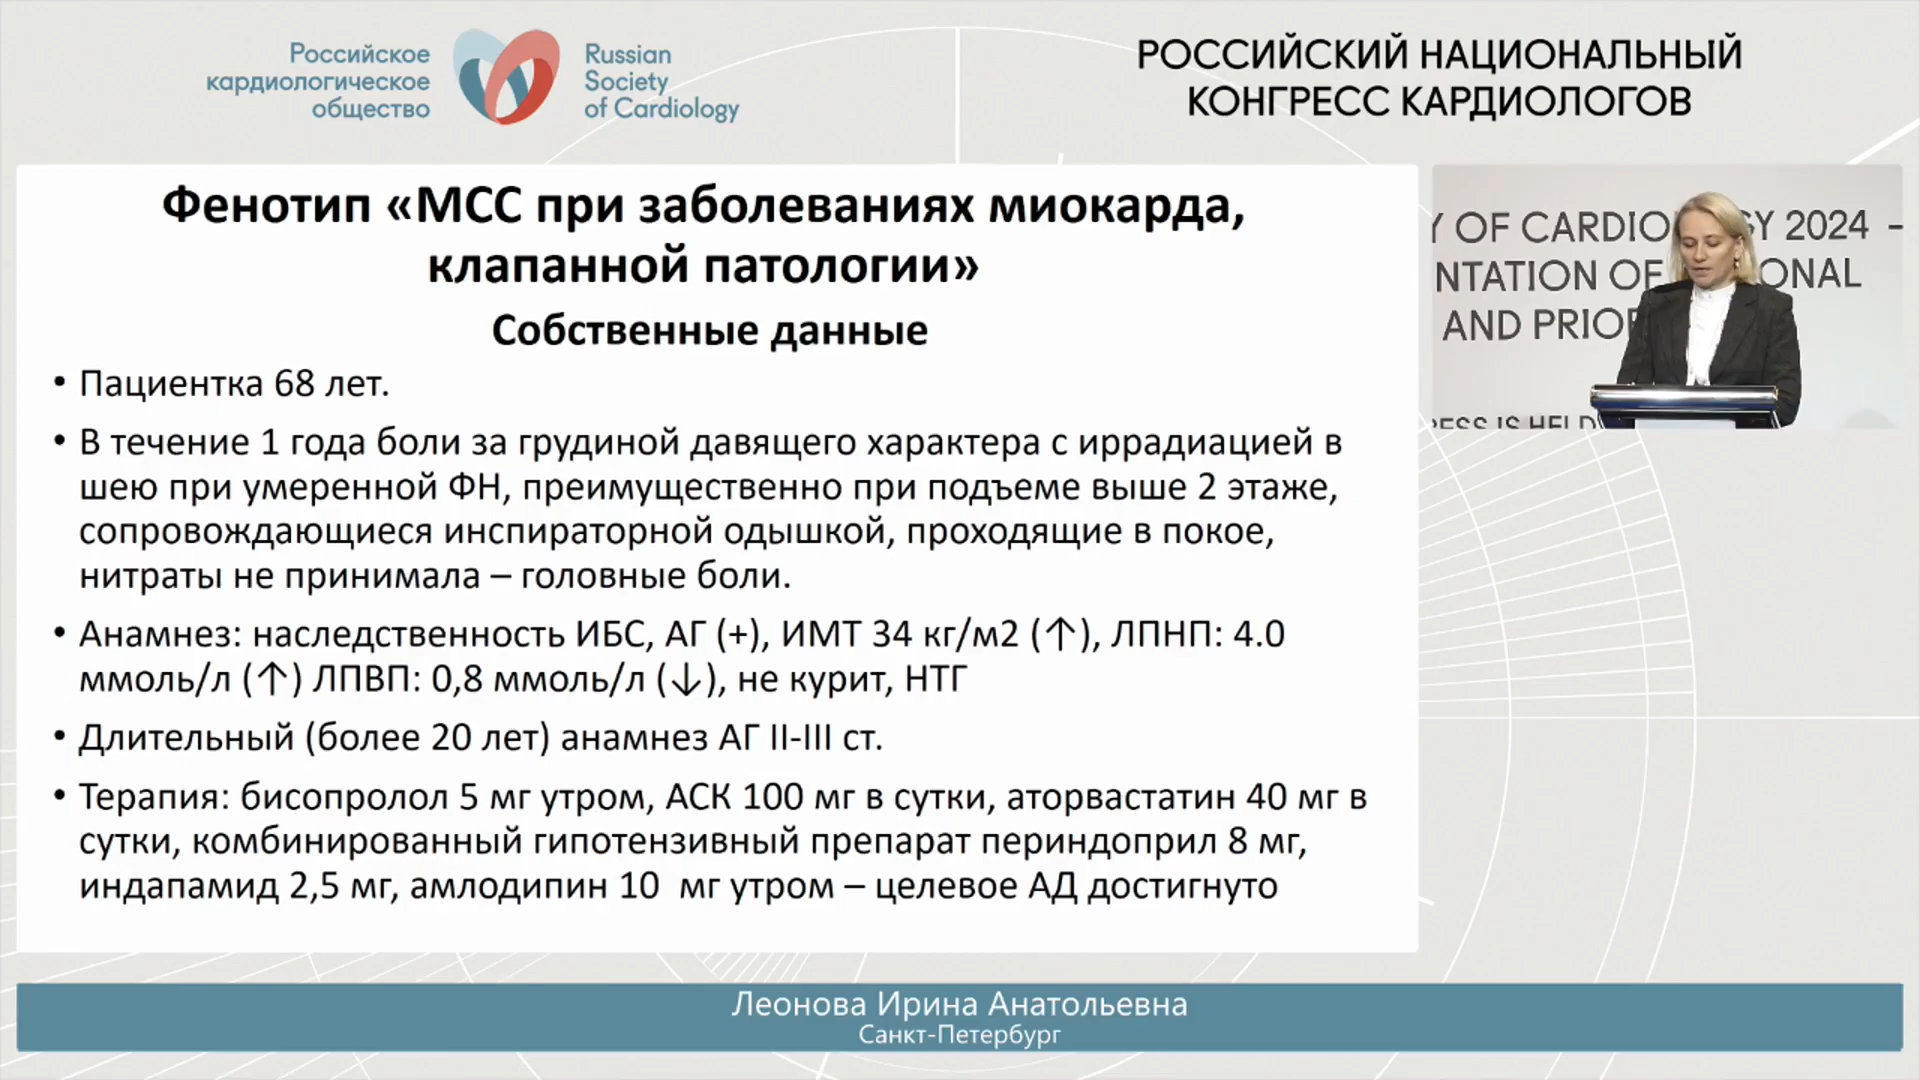 Российское
кардиологическое
общество
Russian
Society
of Cardiology
РОССИЙСКИЙ НАЦИОНАЛЬНЫЙ
КОНГРЕСС КАРДИОЛОГОВ
Фенотип «МСС при заболеваниях миокарда,
клапанной патологии»
Собственные данные
• Пациентка 68 лет.
• В течение 1 года боли за грудиной давящего характера с иррадиацией в
шею при умеренной ФН, преимущественно при подъеме выше 2 этаже,
сопровождающиеся инспираторной одышкой, проходящие в покое,
нитраты не принимала – головные боли.
• Анамнез: наследственность ИБС, АГ (+), ИМТ 34 кг/м2 (↑), ЛПНП: 4.0
ммоль/л (↑) ЛПВП: 0,8 ммоль/л (↓), не курит, НТГ
• Длительный (более 20 лет) анамнез АГ II-III ст.
• Терапия: бисопролол 5 мг утром, АСК 100 мг в сутки, аторвастатин 40 мг в
сутки, комбинированный гипотензивный препарат периндоприл 8 мг,
индапамид 2,5 мг, амлодипин 10 мг утром – целевое АД достигнуто
Y OF CARDIO GY 2024 –
NTATION OF ONAL
AND PRIO
ESS IS HELD
Леонова Ирина Анатольевна
Санкт-Петербург